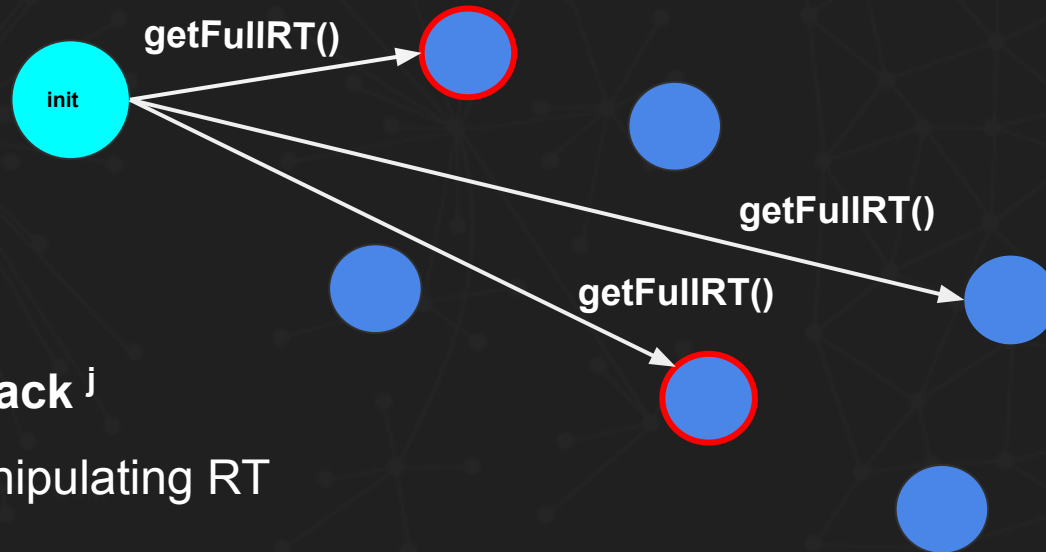 getFullRT()
init
getFullRT()
getFullRT()
ack j
nipulating RT